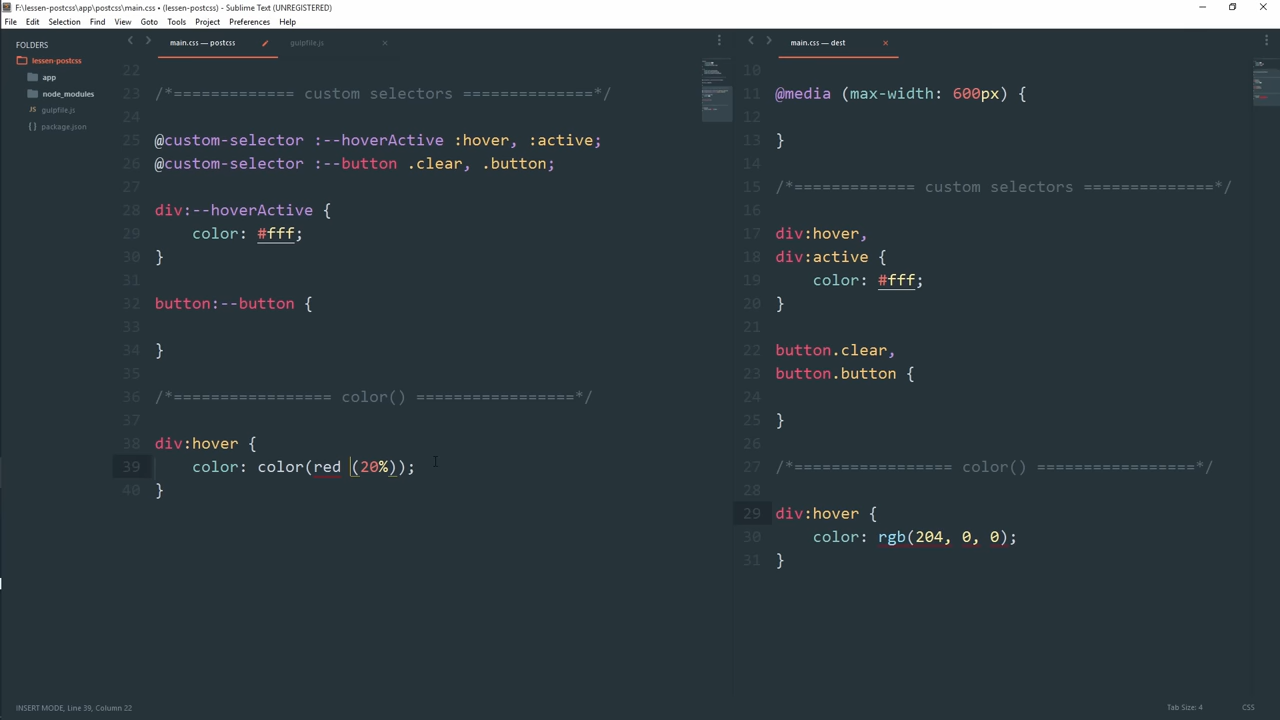 F:\lessen-postcss\app\postcss\main.css • (lessen-postcss) - Sublime Text (UNREGISTERED)
File Edit Selection Find View Goto Tools Project Preferences Help
FOLDERS
lessen-postcss
app
node_modules
gulpfile.js
package.json
main.css — postcss
gulpfile.js
22
23 /*============= custom selectors ==============*/
24
25 @custom-selector :--hoverActive :hover, :active;
26 @custom-selector :--button .clear, .button;
27
28 div:--hoverActive {
29 color: #fff;
30 }
31
32 button:--button {
33
34 }
35
36 /*================= color() =================*/
37
38 div:hover {
39 color: color(red (20%));
40 }
main.css — dest
10
11 @media (max-width: 600px) {
12
13 }
14
15 /*============= custom selectors ==============*/
16
17 div:hover,
18 div:active {
19 color: #fff;
20 }
21
22 button.clear,
23 button.button {
24
25 }
26
27 /*================= color() =================*/
28
29 div:hover {
30 color: rgb(204, 0, 0);
31 }
INSERT MODE, Line 39, Column 22
Tab Size: 4
CSS